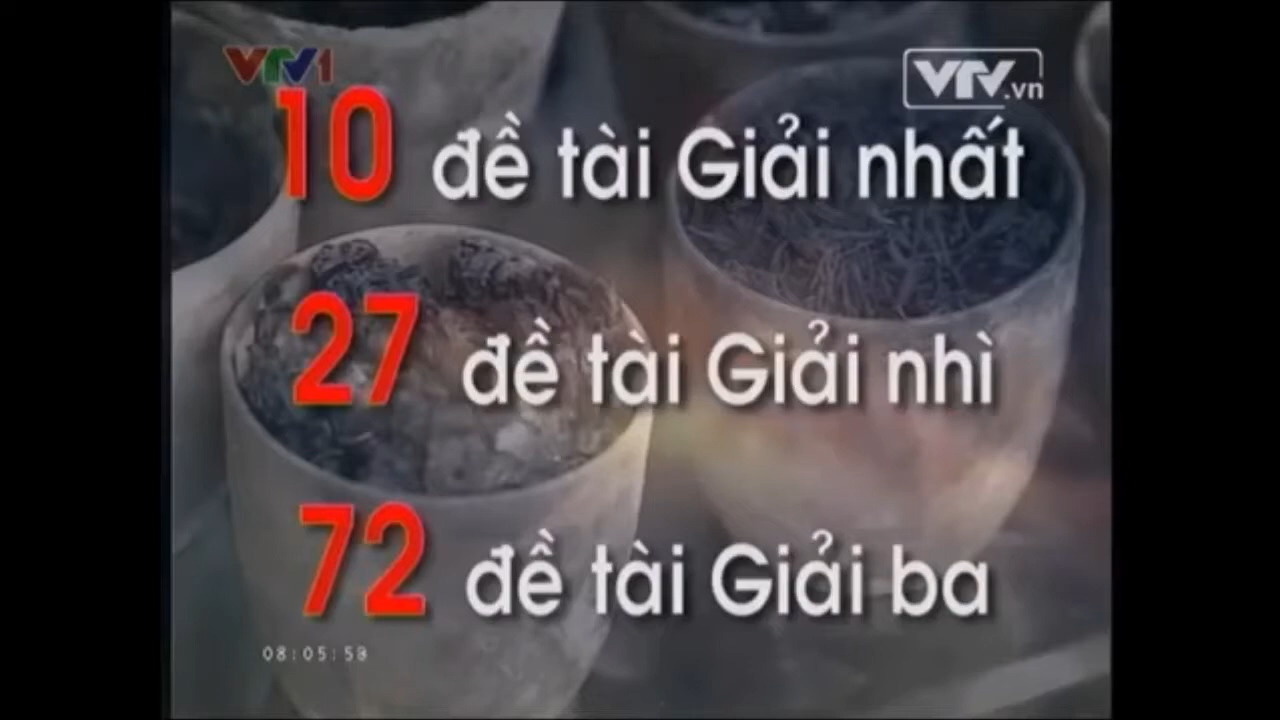 VTV1
VTV.vn
10 đề tài Giải nhất
27 đề tài Giải nhì
72 đề tài Giải ba
08:05:59